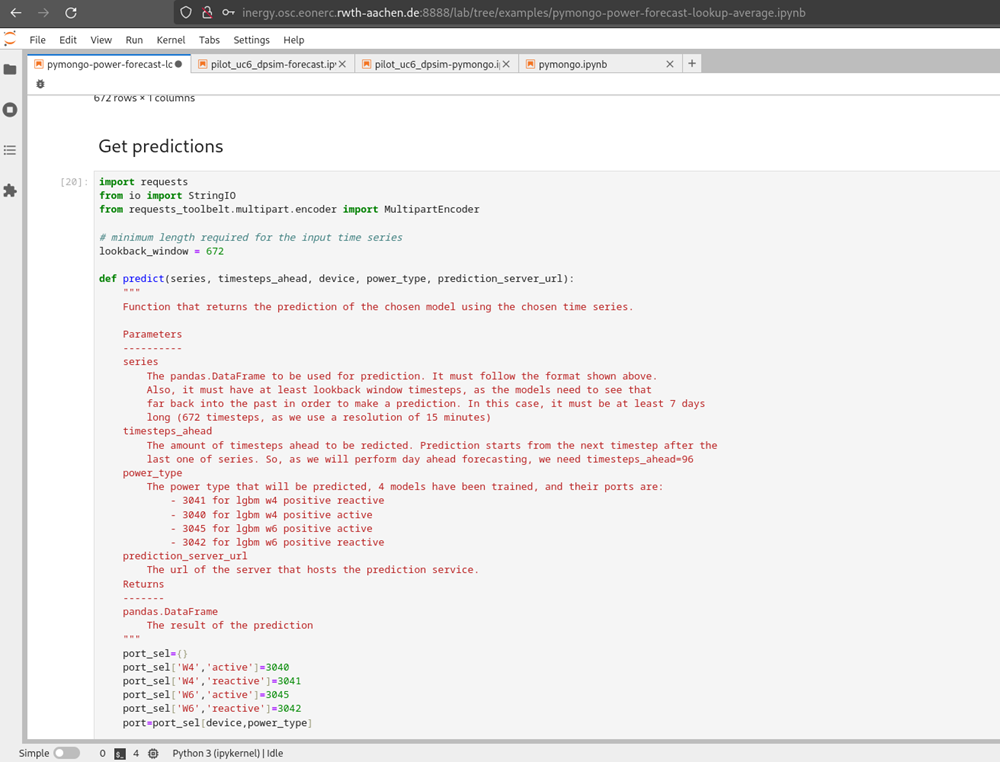 inergy.osc.eonerc.rwth-aachen.de:8888/lab/tree/examples/pymongo-power-forecast-lookup-average.ipynb
File Edit View Run Kernel Tabs Settings Help
pymongo-power-forecast-lc pilot_uc6_dpsim-forecast.ip pilot_uc6_dpsim-pymongo.i pymongo.ipynb
672 rows × 1 columns
Get predictions
[20]: import requests
from io import StringIO
from requests_toolbelt.multipart.encoder import MultipartEncoder
# minimum length required for the input time series
lookback_window = 672
def predict(series, timesteps_ahead, device, power_type, prediction_server_url):
"""
Function that returns the prediction of the chosen model using the chosen time series.
Parameters
----------
series
The pandas.DataFrame to be used for prediction. It must follow the format shown above.
Also, it must have at least lookback window timesteps, as the models need to see that
far back into the past in order to make a prediction. In this case, it must be at least 7 days
long (672 timesteps, as we use a resolution of 15 minutes)
timesteps_ahead
The amount of timesteps ahead to be redicted. Prediction starts from the next timestep after the
last one of series. So, as we will perform day ahead forecasting, we need timesteps_ahead=96
power_type
The power type that will be predicted, 4 models have been trained, and their ports are:
- 3041 for lgbm w4 positive reactive
- 3040 for lgbm w4 positive active
- 3045 for lgbm w6 positive active
- 3042 for lgbm w6 positive reactive
prediction_server_url
The url of the server that hosts the prediction service.
Returns
-------
pandas.DataFrame
The result of the prediction
"""
port_sel={}
port_sel['W4','active']=3040
port_sel['W4','reactive']=3041
port_sel['W6','active']=3045
port_sel['W6','reactive']=3042
port=port_sel[device,power_type]
Simple 0 4 Python 3 (ipykernel) | Idle